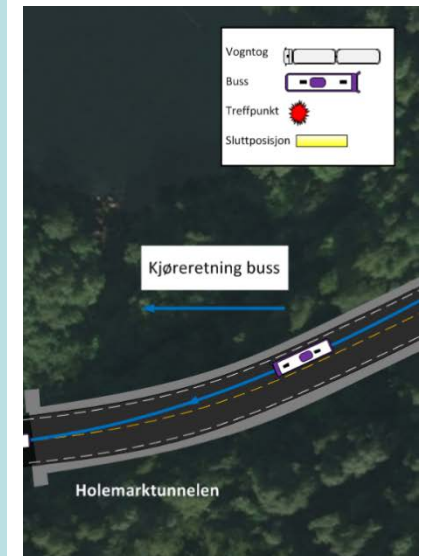 Vogntog
Buss
Treffpunkt
Sluttposisjon
Kjøreretning buss
Holemarktunnelen